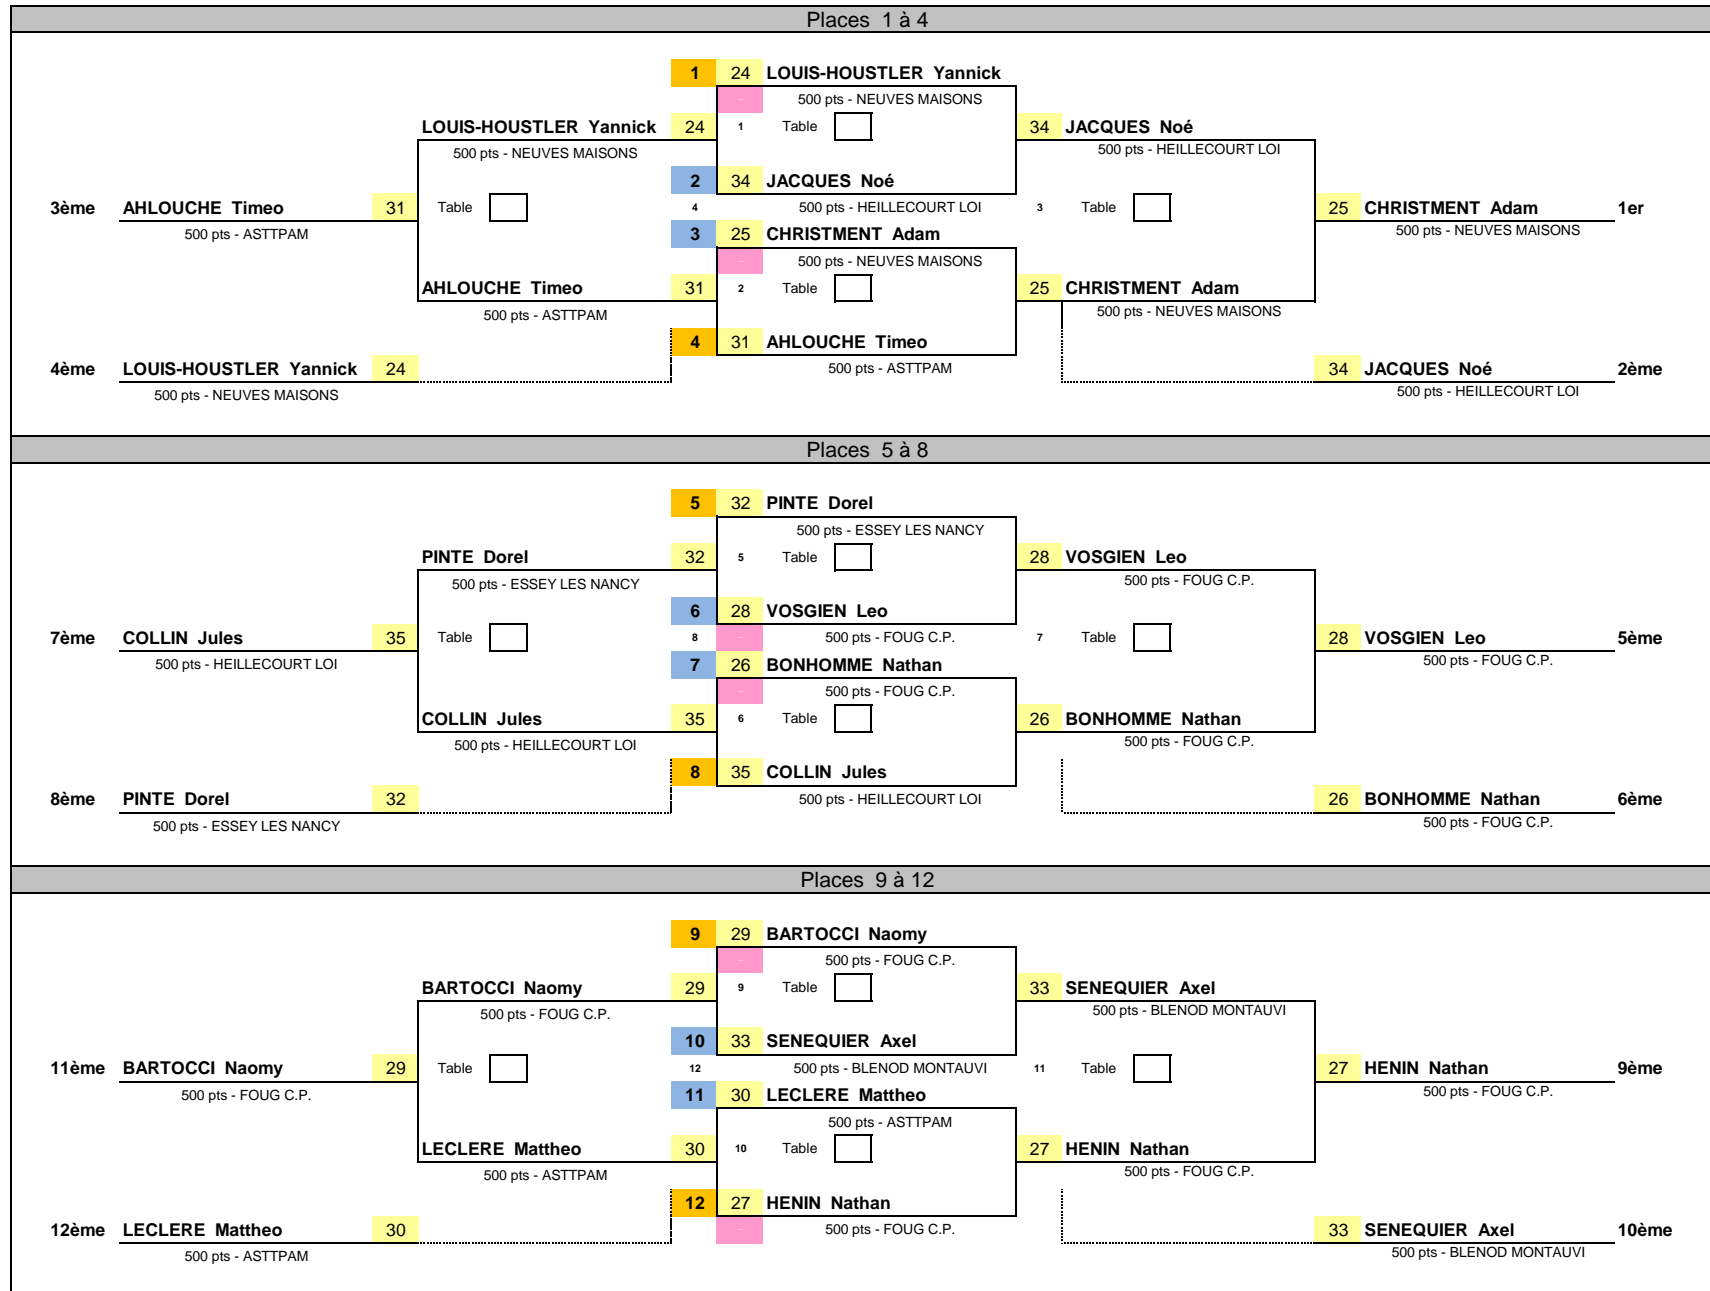 Places 1 à 4
1 24 LOUIS-HOUSTLER Yannick
500 pts - NEUVES MAISONS
LOUIS-HOUSTLER Yannick 24 1 Table 34 JACQUES Noé
500 pts - NEUVES MAISONS 500 pts - HEILLECOURT LOI
2 34 JACQUES Noé
3ème AHLOUCHE Timeo 31 Table 4 500 pts - HEILLECOURT LOI 3 Table 25 CHRISTMENT Adam 1er
500 pts - ASTTPAM 3 25 CHRISTMENT Adam 500 pts - NEUVES MAISONS
500 pts - NEUVES MAISONS
AHLOUCHE Timeo 31 2 Table 25 CHRISTMENT Adam
500 pts - ASTTPAM 500 pts - NEUVES MAISONS
4 31 AHLOUCHE Timeo
4ème LOUIS-HOUSTLER Yannick 24 500 pts - ASTTPAM 34 JACQUES Noé 2ème
500 pts - NEUVES MAISONS 500 pts - HEILLECOURT LOI
Places 5 à 8
5 32 PINTE Dorel
500 pts - ESSEY LES NANCY
PINTE Dorel 32 5 Table 28 VOSGIEN Leo
500 pts - ESSEY LES NANCY 500 pts - FOUG C.P.
6 28 VOSGIEN Leo
7ème COLLIN Jules 35 Table 8 500 pts - FOUG C.P. 7 Table 28 VOSGIEN Leo 5ème
500 pts - HEILLECOURT LOI 7 26 BONHOMME Nathan 500 pts - FOUG C.P.
500 pts - FOUG C.P.
COLLIN Jules 35 6 Table 26 BONHOMME Nathan
500 pts - HEILLECOURT LOI 500 pts - FOUG C.P.
8 35 COLLIN Jules
8ème PINTE Dorel 32 500 pts - HEILLECOURT LOI 26 BONHOMME Nathan 6ème
500 pts - ESSEY LES NANCY 500 pts - FOUG C.P.
Places 9 à 12
9 29 BARTOCCI Naomy
500 pts - FOUG C.P.
BARTOCCI Naomy 29 9 Table 33 SENEQUIER Axel
500 pts - FOUG C.P. 500 pts - BLENOD MONTAUVI
10 33 SENEQUIER Axel
11ème BARTOCCI Naomy 29 Table 12 500 pts - BLENOD MONTAUVI 11 Table 27 HENIN Nathan 9ème
500 pts - FOUG C.P. 11 30 LECLERE Mattheo 500 pts - FOUG C.P.
500 pts - ASTTPAM
LECLERE Mattheo 30 10 Table 27 HENIN Nathan
500 pts - ASTTPAM 500 pts - FOUG C.P.
12 27 HENIN Nathan
12ème LECLERE Mattheo 30 500 pts - FOUG C.P. 33 SENEQUIER Axel 10ème
500 pts - ASTTPAM 500 pts - BLENOD MONTAUVI